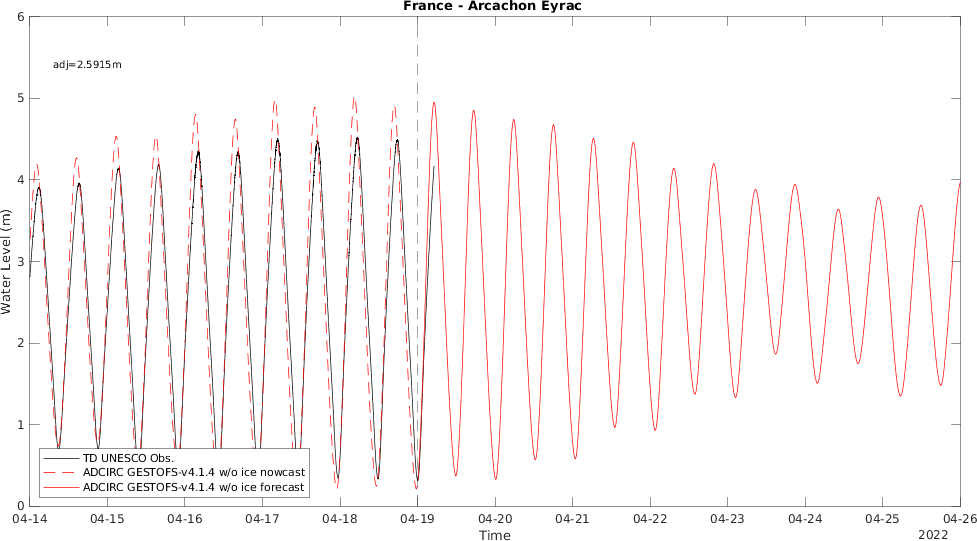 France - Arcachon Eyrac
adj=2.5915m
6
5
4
3
2
1
0
Water Level (m)
TD UNESCO Obs.
ADCIRC GESTOFS-v4.1.4 w/o ice nowcast
ADCIRC GESTOFS-v4.1.4 w/o ice forecast
04-14 04-15 04-16 04-17 04-18 04-19 04-20 04-21 04-22 04-23 04-24 04-25 04-26
Time
2022